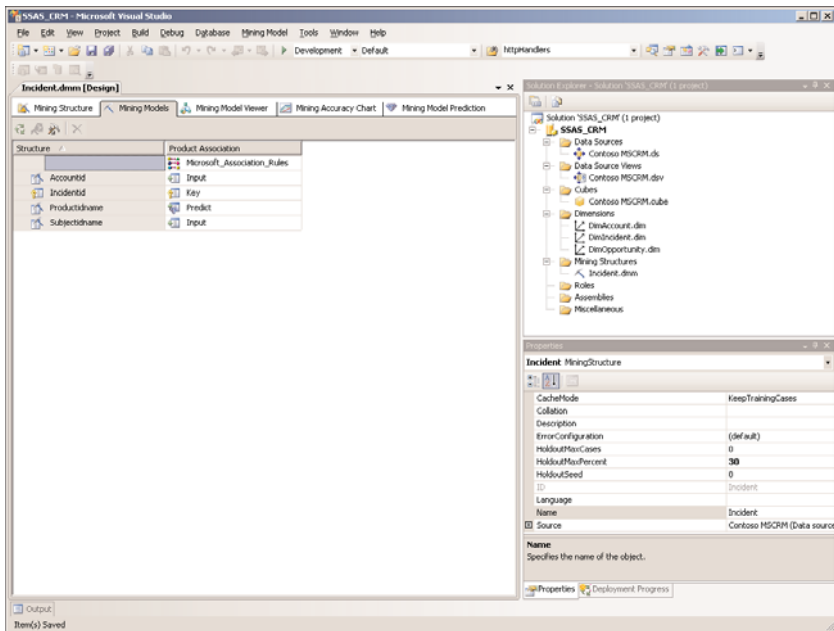 SSAS_CRM - Microsoft Visual Studio
File Edit View Project Build Debug Database Mining Model Tools Window Help
Development Default httpHanders
Incident.dmm [Design]
Mining Structure Mining Models Mining Model Viewer Mining Accuracy Chart Mining Model Prediction
Structure Product Association
Microsoft_Association_Rules
Accountid Input
Incidentid Key
Productidname Predict
Subjectidname Input
Solution Explorer - Solution 'SSAS_CRM' (1 project)
Solution 'SSAS_CRM' (1 project)
SSAS_CRM
Data Sources
Contoso MSCRM.ds
Data Source Views
Contoso MSCRM.dsv
Cubes
Contoso MSCRM.cube
Dimensions
DimAccount.dim
DimIncident.dim
DimOpportunity.dim
Mining Structures
Incident.dmm
Roles
Assemblies
Miscellaneous
Properties
Incident MiningStructure
CacheMode KeepTrainingCases
Collation
Description
ErrorConfiguration (default)
HoldoutMaxCases 0
HoldoutMaxPercent 30
HoldoutSeed 0
ID Incident
Language
Name Incident
Source Contoso MSCRM (Data source
Name
Specifies the name of the object.
Properties Deployment Progress
Output
Item(s) Saved